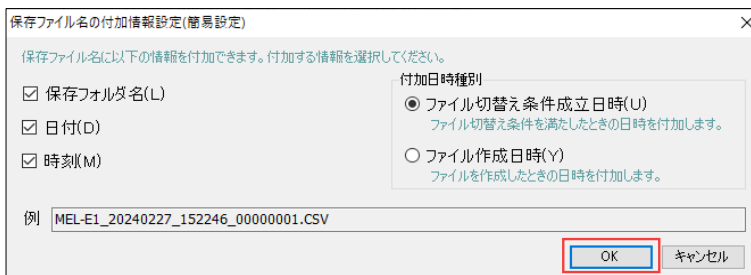 保存ファイル名の付加情報設定(簡易設定)
保存ファイル名に以下の情報を付加できます。付加する情報を選択してください。
保存フォルダ名(L)
日付(D)
時刻(M)
付加日時種別
ファイル切替え条件成立日時(U)
ファイル切替え条件を満たしたときの日時を付加します。
ファイル作成日時(Y)
ファイルを作成したときの日時を付加します。
例 MEL-E1_20240227_152246_00000001.CSV
OK キャンセル